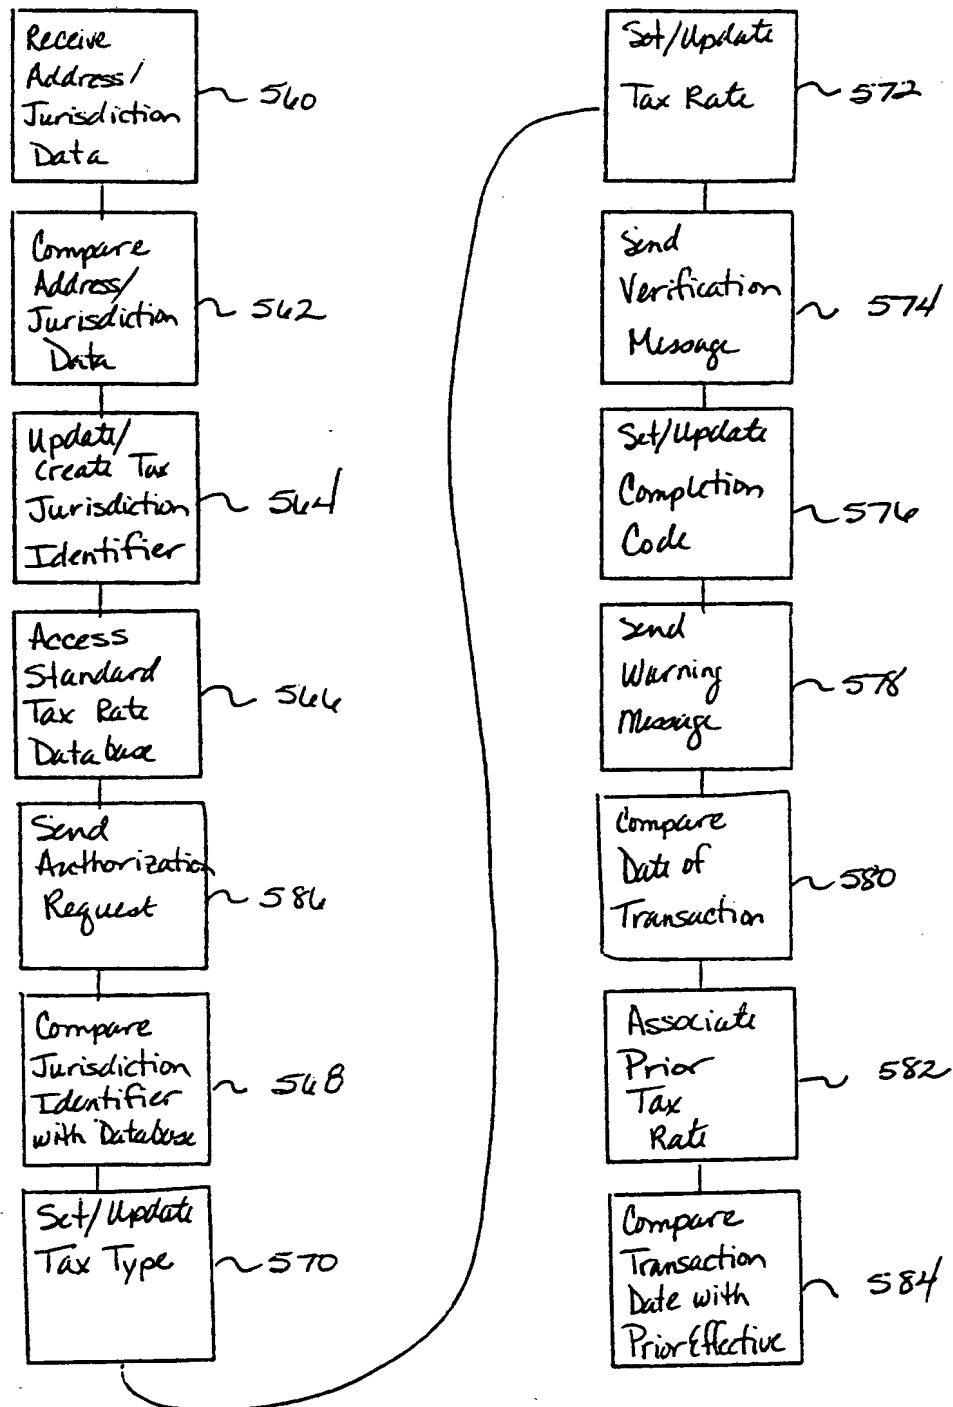 Receive
Address/
Jurisdiction
Data
560
Compare
Address/
Jurisdiction
Data
562
Update/
Create Tax
Jurisdiction
Identifier
564
Access
Standard
Tax Rate
Database
566
Send
Authorization
Request
586
Compare
Jurisdiction
Identifier
with Database
568
Set/Update
Tax Type
570
Set/Update
Tax Rate
572
Send
Verification
Message
574
Set/Update
Completion
Code
576
Send
Warning
Message
578
Compare
Date of
Transaction
580
Associate
Prior
Tax
Rate
582
Compare
Transaction
Date with
Prior Effective
584